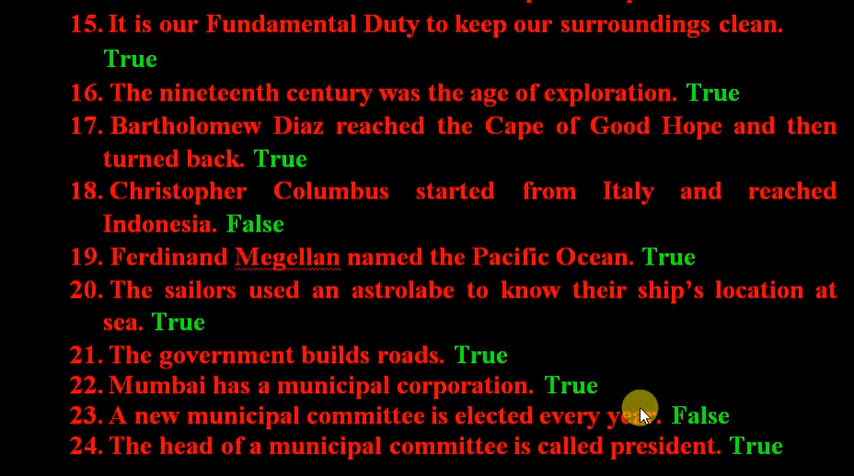 15. It is our Fundamental Duty to keep our surroundings clean.
True
16. The nineteenth century was the age of exploration. True
17. Bartholomew Diaz reached the Cape of Good Hope and then
turned back. True
18. Christopher Columbus started from Italy and reached
Indonesia. False
19. Ferdinand Megellan named the Pacific Ocean. True
20. The sailors used an astrolabe to know their ship's location at
sea. True
21. The government builds roads. True
22. Mumbai has a municipal corporation. True
23. A new municipal committee is elected every year. False
24. The head of a municipal committee is called president. True